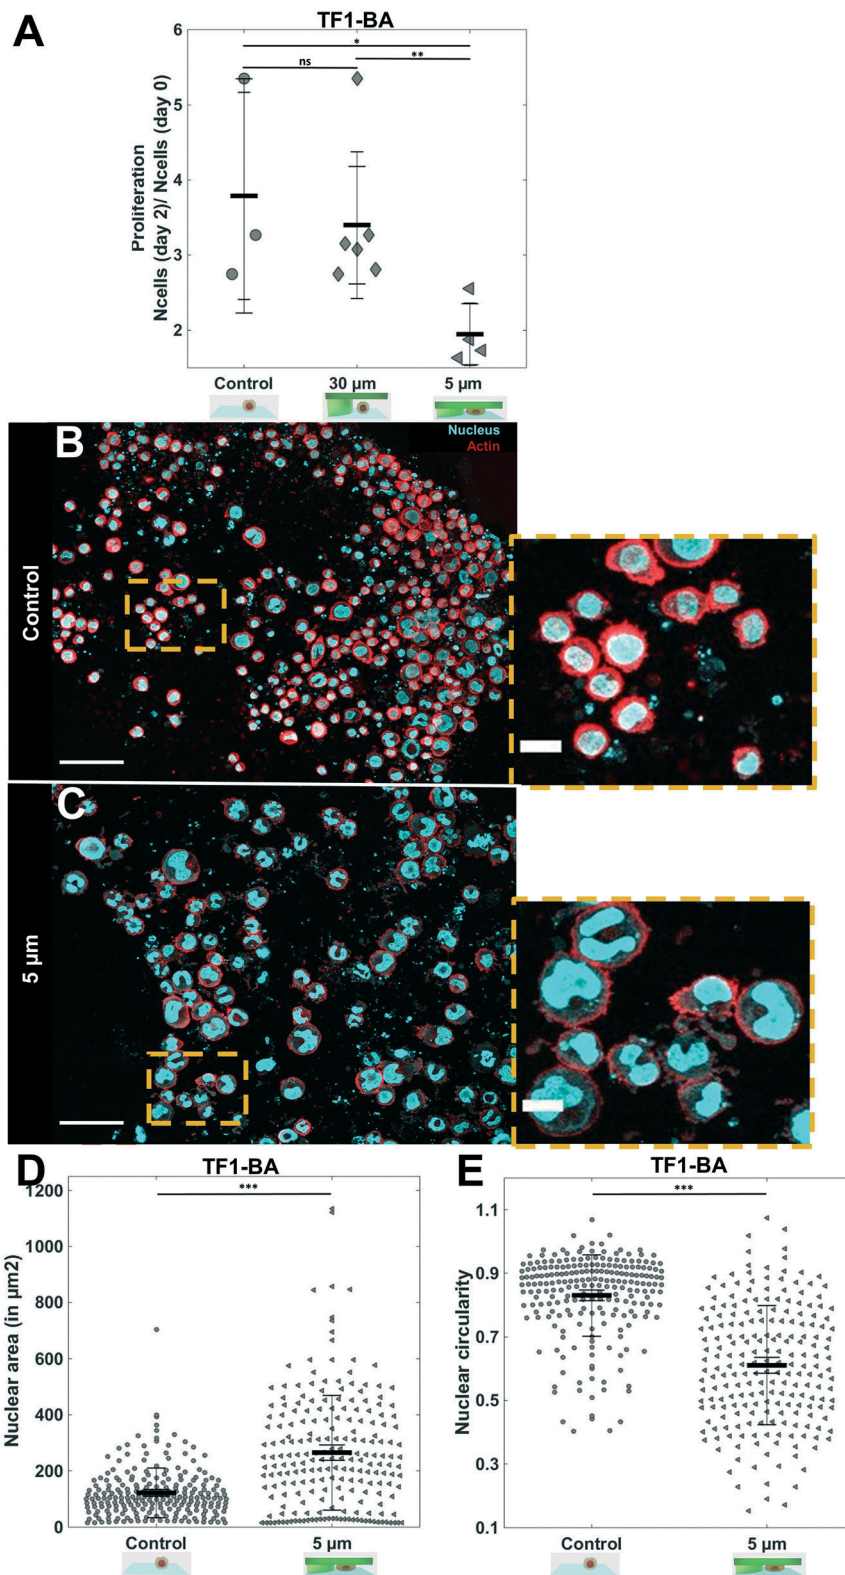 A
TF1-BA
6
5
4
3
2
Proliferation
Ncells (day 2)/ Ncells (day 0)
*
ns
**
Control
30 µm
5 µm
B
Nucleus
Actin
Control
C
5 µm
D
TF1-BA
1200
1000
800
600
400
200
0
Nuclear area (in µm2)
***
Control
5 µm
E
TF1-BA
1.1
0.9
0.7
0.5
0.3
0.1
Nuclear circularity
***
Control
5 µm